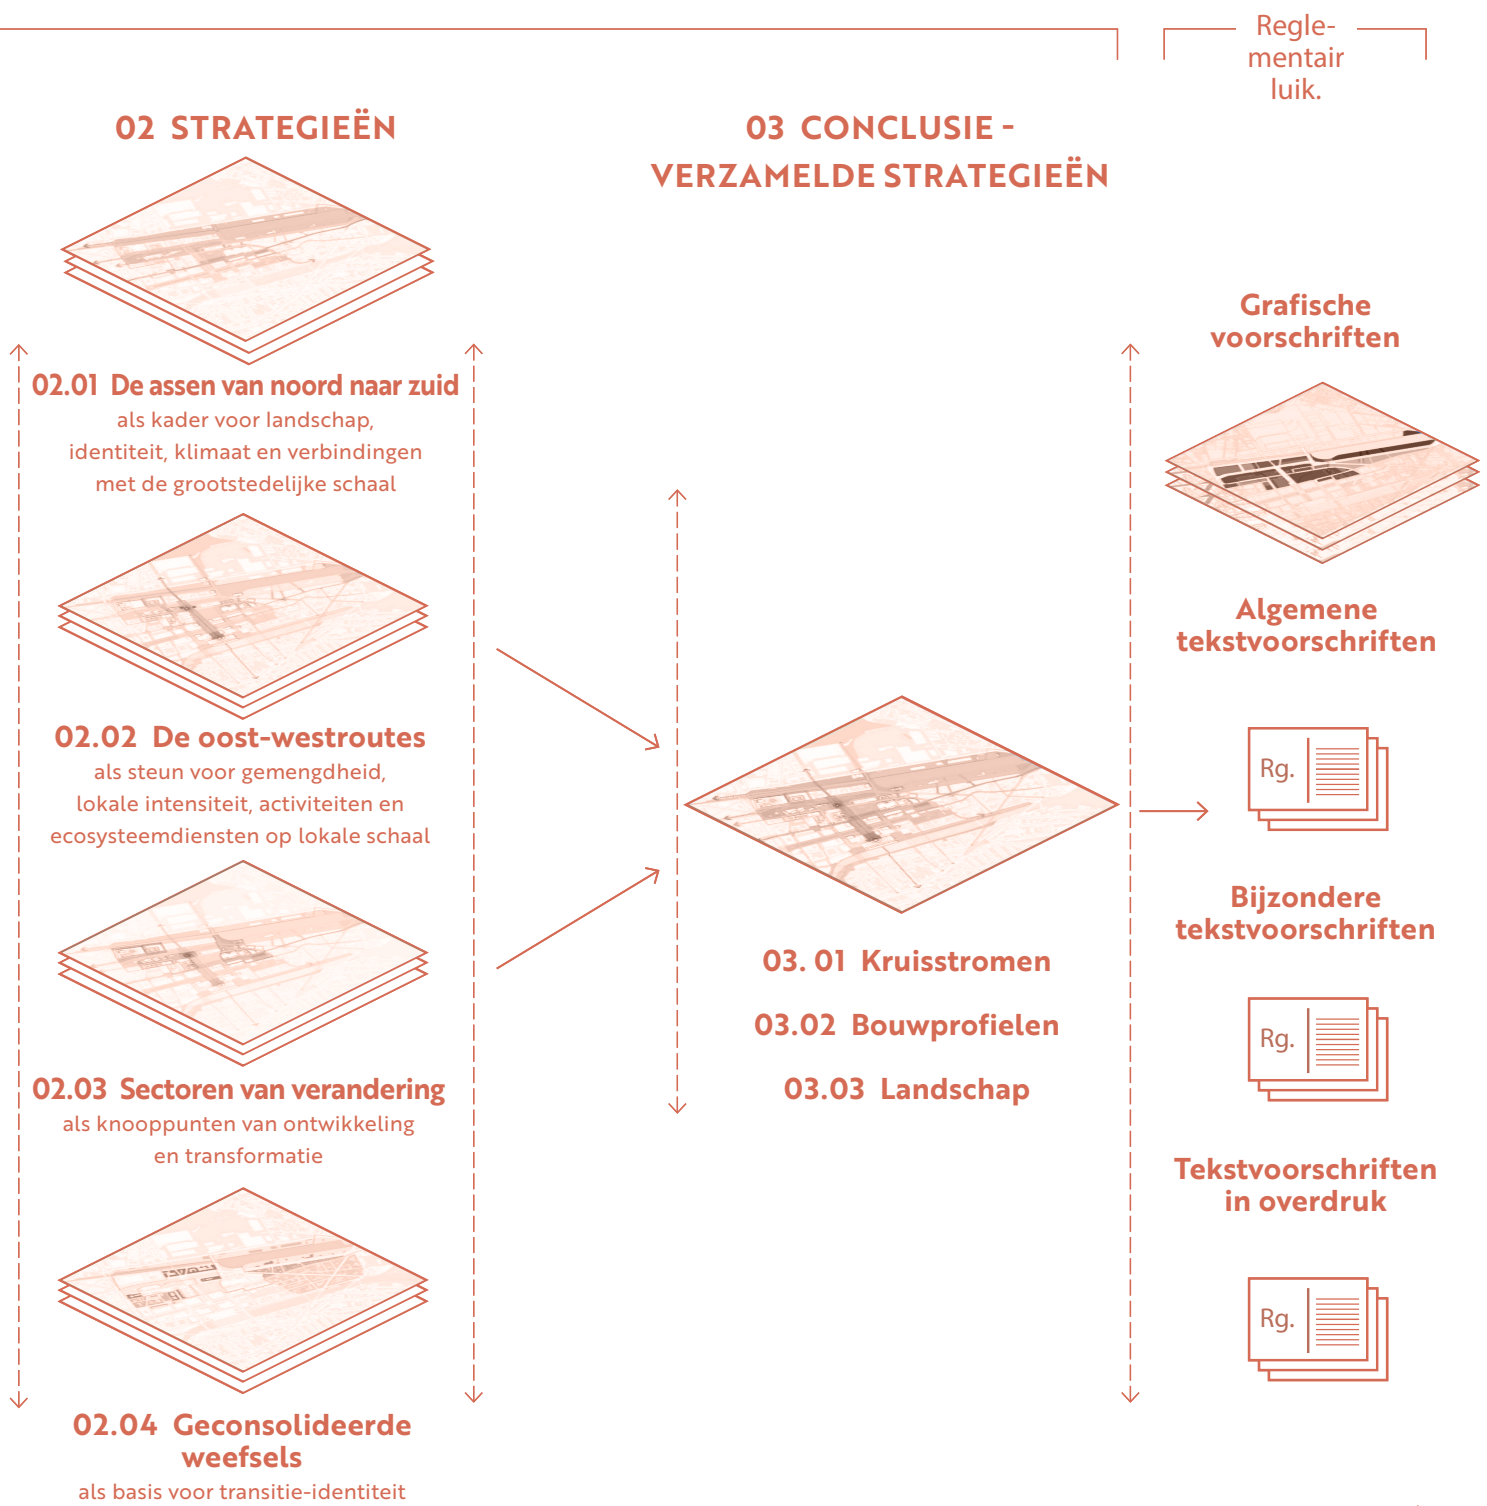 Regle-
mentair
luik.
02 STRATEGIEËN
02.01 De assen van noord naar zuid
als kader voor landschap,
identiteit, klimaat en verbindingen
met de grootstedelijke schaal
02.02 De oost-westroutes
als steun voor gemengdheid,
lokale intensiteit, activiteiten en
ecosysteemdiensten op lokale schaal
02.03 Sectoren van verandering
als knooppunten van ontwikkeling
en transformatie
02.04 Geconsolideerde
weefsels
als basis voor transitie-identiteit
03 CONCLUSIE -
VERZAMELDE STRATEGIEËN
03. 01 Kruisstromen
03.02 Bouwprofielen
03.03 Landschap
Grafische
voorschriften
Algemene
tekstvoorschriften
Rg.
Bijzondere
tekstvoorschriften
Rg.
Tekstvoorschriften
in overdruk
Rg.